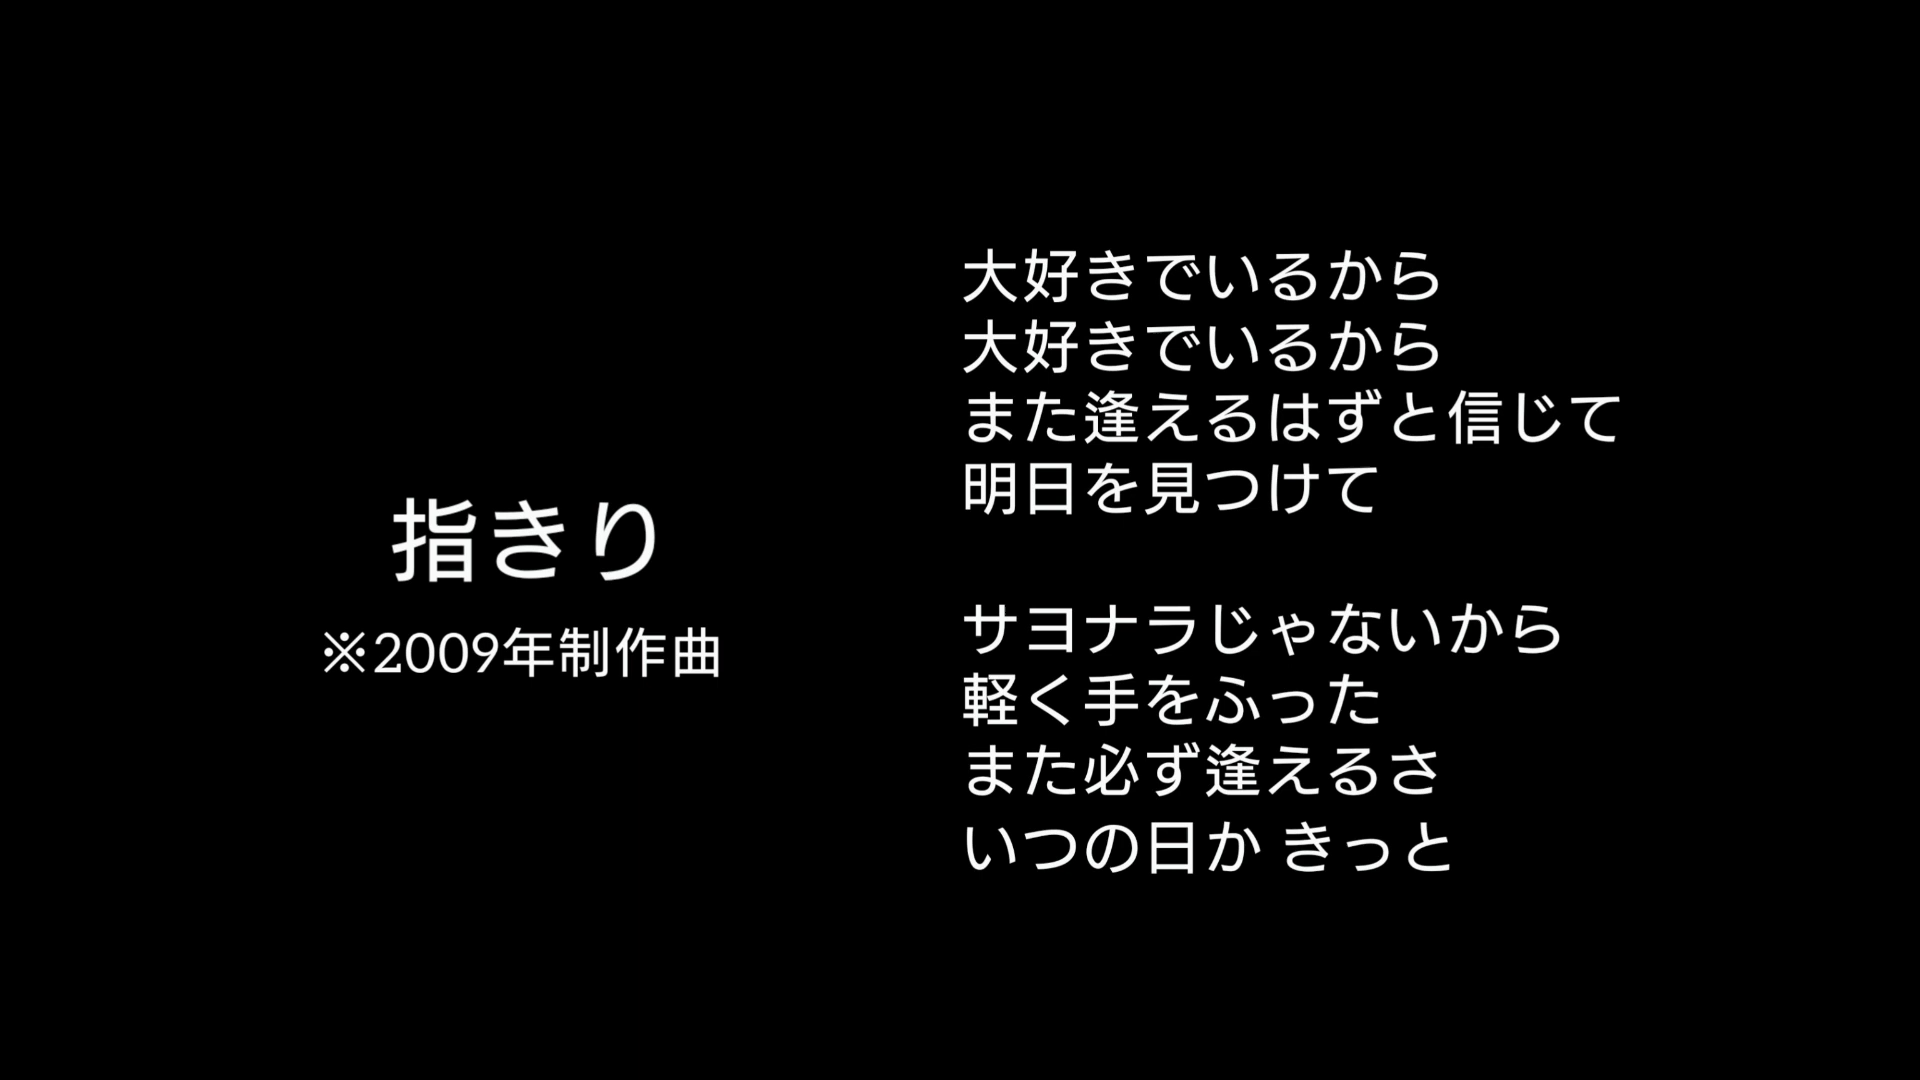 指きり
※2009年制作曲
大好きでいるから
大好きでいるから
また逢えるはずと信じて
明日を見つけて
サヨナラじゃないから
軽く手をふった
また必ず逢えるさ
いつの日か きっと